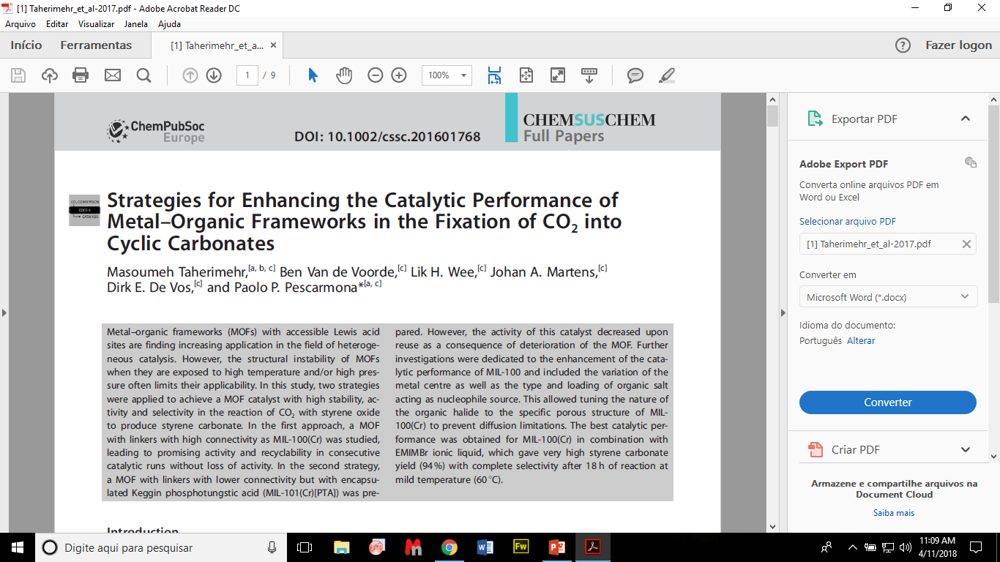 [1] Taherimehr_et_al-2017.pdf - Adobe Acrobat Reader DC
Arquivo Editar Visualizar Janela Ajuda
Início Ferramentas [1] Taherimehr_et_a... × ? Fazer logon
1 / 9 100%
ChemPubSoc
Europe
DOI: 10.1002/cssc.201601768
CHEMSUSCHEM
Full Papers
CO₂ CONVERSION
CDCC-1
CATALYSIS
Strategies for Enhancing the Catalytic Performance of
Metal–Organic Frameworks in the Fixation of CO₂ into
Cyclic Carbonates
Masoumeh Taherimehr,[a, b, c] Ben Van de Voorde,[c] Lik H. Wee,[c] Johan A. Martens,[c]
Dirk E. De Vos,[c] and Paolo P. Pescarmona*[a, c]
Metal–organic frameworks (MOFs) with accessible Lewis acid
sites are finding increasing application in the field of heteroge-
neous catalysis. However, the structural instability of MOFs
when they are exposed to high temperature and/or high pres-
sure often limits their applicability. In this study, two strategies
were applied to achieve a MOF catalyst with high stability, ac-
tivity and selectivity in the reaction of CO₂ with styrene oxide
to produce styrene carbonate. In the first approach, a MOF
with linkers with high connectivity as MIL-100(Cr) was studied,
leading to promising activity and recyclability in consecutive
catalytic runs without loss of activity. In the second strategy,
a MOF with linkers with lower connectivity but with encapsu-
lated Keggin phosphotungstic acid (MIL-101(Cr)[PTA]) was pre-
pared. However, the activity of this catalyst decreased upon
reuse as a consequence of deterioration of the MOF. Further
investigations were dedicated to the enhancement of the cata-
lytic performance of MIL-100 and included the variation of the
metal centre as well as the type and loading of organic salt
acting as nucleophile source. This allowed tuning the nature of
the organic halide to the specific porous structure of MIL-
100(Cr) to prevent diffusion limitations. The best catalytic per-
formance was obtained for MIL-100(Cr) in combination with
EMIMBr ionic liquid, which gave very high styrene carbonate
yield (94 %) with complete selectivity after 18 h of reaction at
mild temperature (60 °C).
Introduction
Exportar PDF
Adobe Export PDF
Converta online arquivos PDF em
Word ou Excel
Selecionar arquivo PDF
[1] Taherimehr_et_al-2017.pdf
Converter em
Microsoft Word (*.docx)
Idioma do documento:
Português Alterar
Converter
Criar PDF
Armazene e compartilhe arquivos na
Document Cloud
Saiba mais
Digite aqui para pesquisar
Fw
11:09 AM
4/11/2018